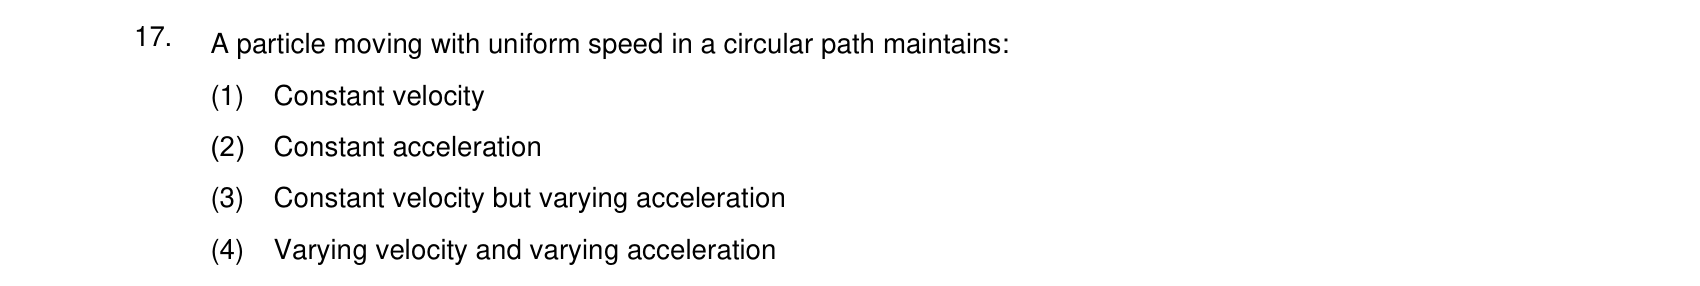 17. A particle moving with uniform speed in a circular path maintains:
(1) Constant velocity
(2) Constant acceleration
(3) Constant velocity but varying acceleration
(4) Varying velocity and varying acceleration